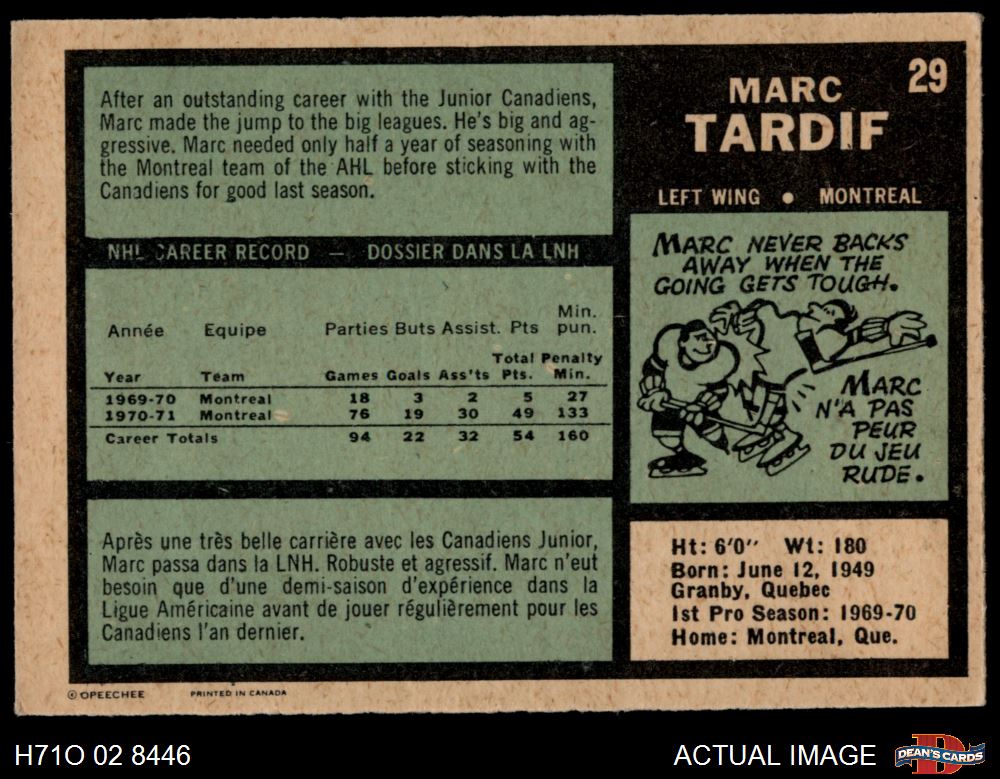 29
MARC
TARDIF
LEFT WING ● MONTREAL
After an outstanding career with the Junior Canadiens,
Marc made the jump to the big leagues. He's big and ag-
gressive. Marc needed only half a year of seasoning with
the Montreal team of the AHL before sticking with the
Canadiens for good last season.
NHL CAREER RECORD — DOSSIER DANS LA LNH
Année Equipe Parties Buts Assist. Pts Min. pun.
Year Team Games Goals Ass'ts Total Pts. Penalty Min.
1969-70 Montreal 18 3 2 5 27
1970-71 Montreal 76 19 30 49 133
Career Totals 94 22 32 54 160
Après une très belle carrière avec les Canadiens Junior,
Marc passa dans la LNH. Robuste et agressif. Marc n'eut
besoin que d'une demi-saison d'expérience dans la
Ligue Américaine avant de jouer régulièrement pour les
Canadiens l'an dernier.
MARC NEVER BACKS
AWAY WHEN THE
GOING GETS TOUGH.
MARC
N'A PAS
PEUR
DU JEU
RUDE.
Ht: 6'0" Wt: 180
Born: June 12, 1949
Granby, Quebec
1st Pro Season: 1969-70
Home: Montreal, Que.
© OPEECHEE PRINTED IN CANADA
H71O 02 8446
ACTUAL IMAGE
D
DEAN'S CARDS